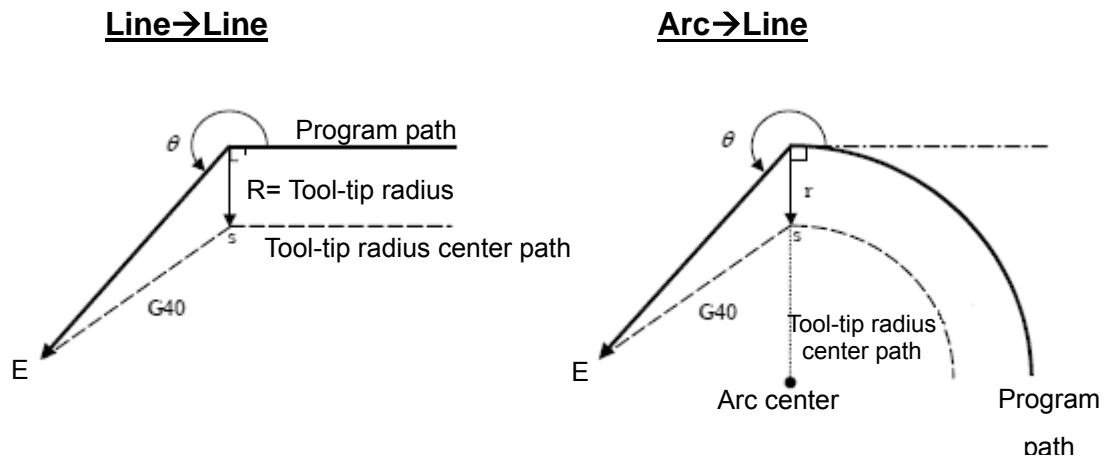 Line→Line
θ
Program path
R= Tool-tip radius
s
Tool-tip radius center path
G40
E
Arc→Line
θ
r
s
G40
Tool-tip radius
center path
E
Arc center
Program
path